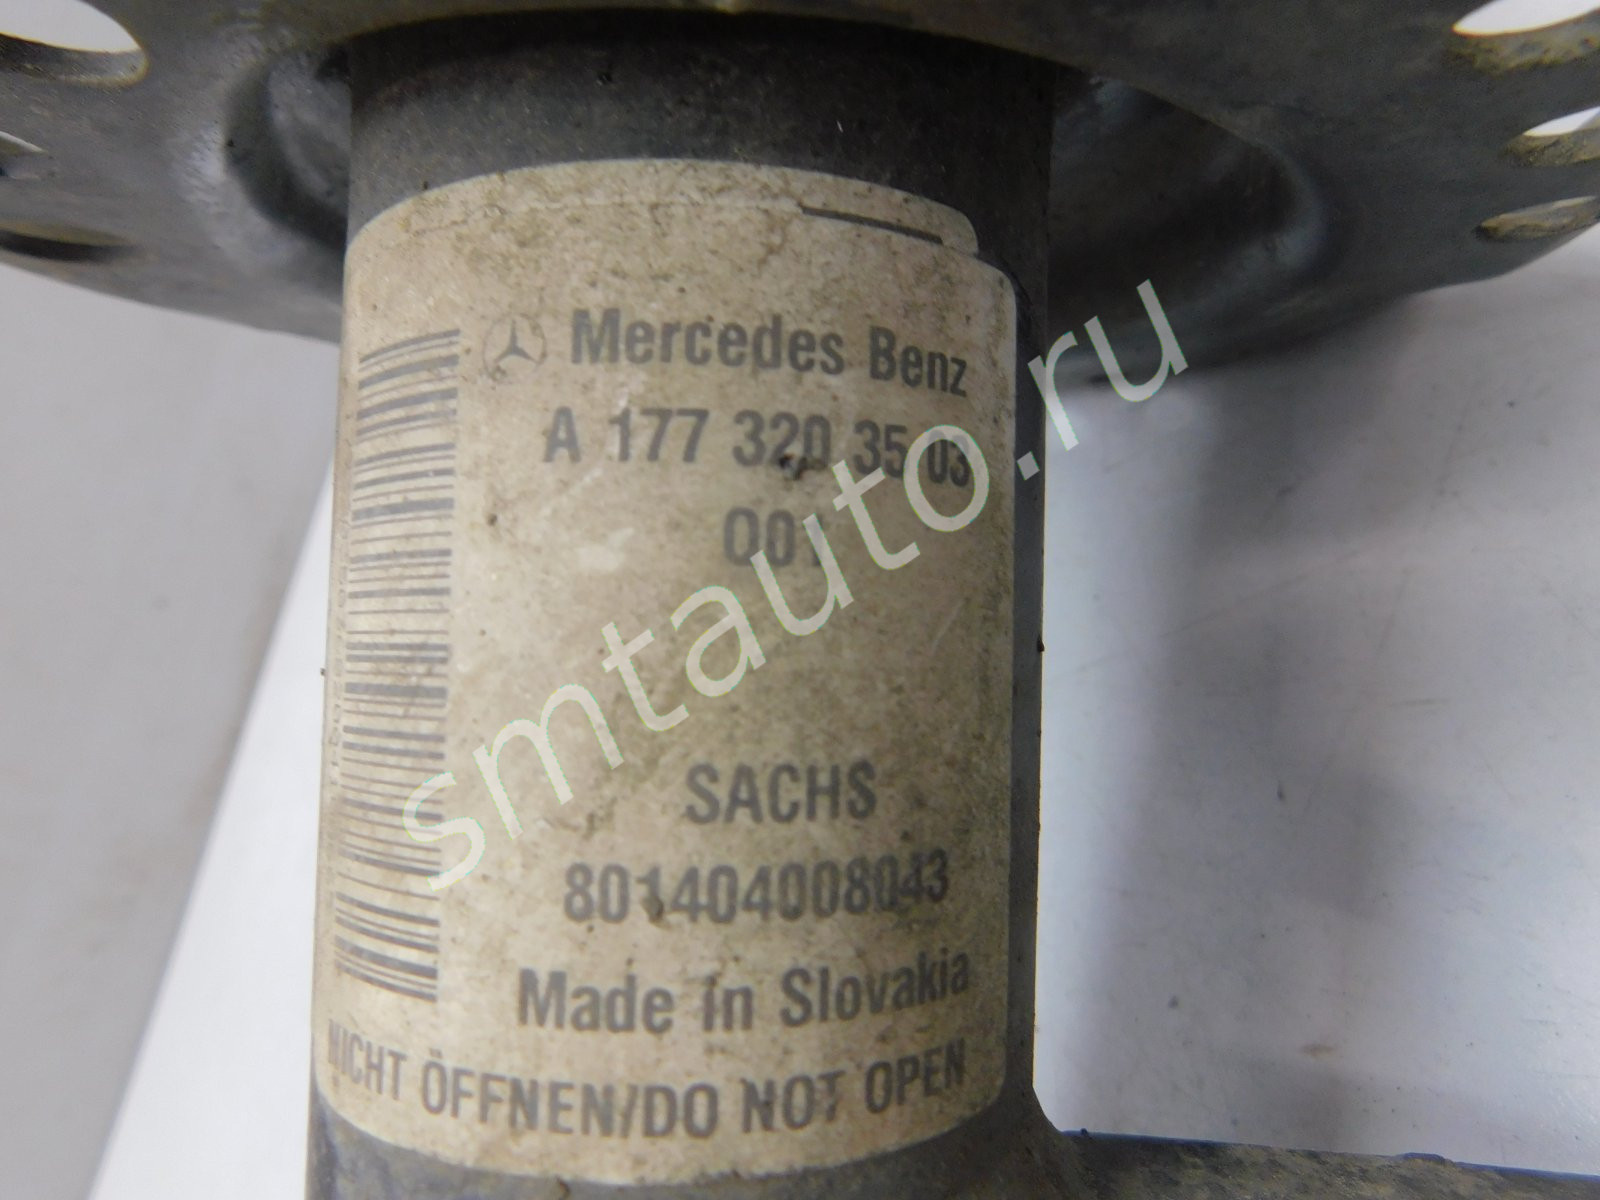 Mercedes Benz
A 177 320 35 03
001
SACHS
801404008043
Made in Slovakia
NICHT ÖFFNEN/DO NOT OPEN
smtauto.ru